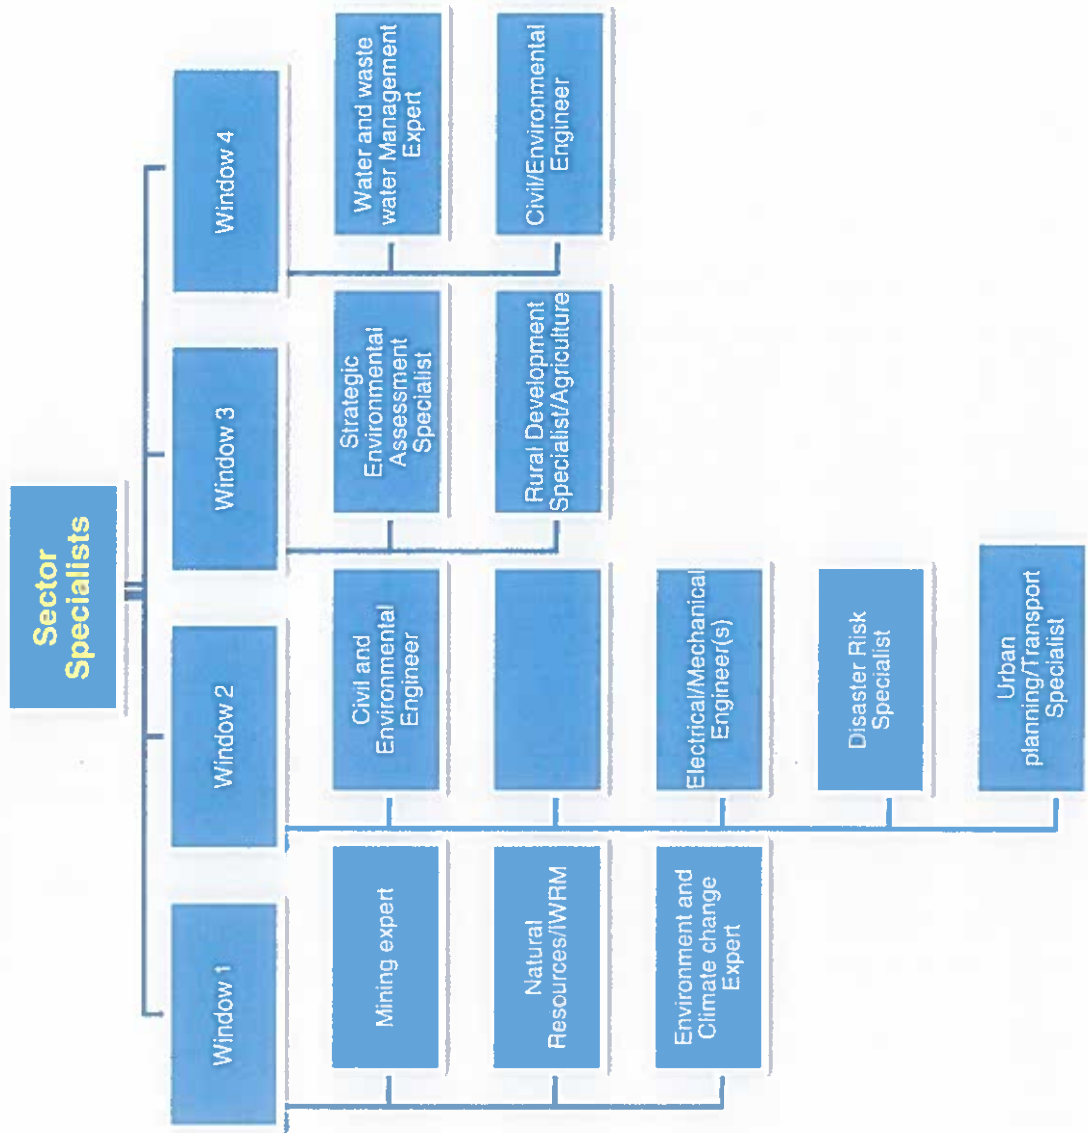 Sector
Specialists
Window 1
Mining expert
Natural
Resources/IWRM
Environment and
Climate change
Expert
Window 2
Civil and
Environmental
Engineer
Electrical/Mechanical
Engineer(s)
Disaster Risk
Specialist
Urban
planning/Transport
Specialist
Window 3
Strategic
Environmental
Assessment
Specialist
Rural Development
Specialist/Agriculture
Window 4
Water and waste
water Management
Expert
Civil/Environmental
Engineer